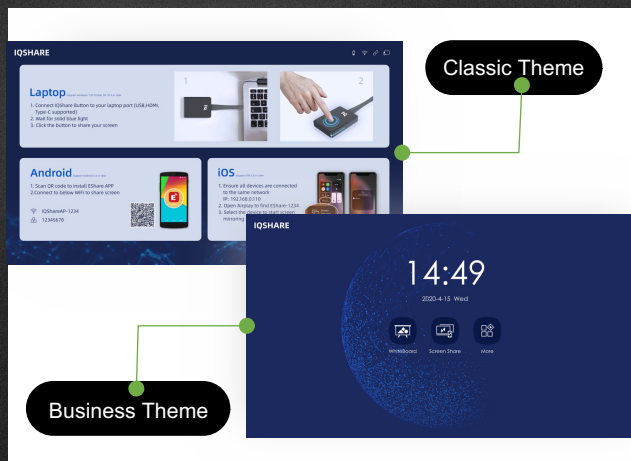 IQSHARE
Classic Theme
Laptop
1. Connect IQShare Button to your laptop port (USB,HDMI,
Type-C supported)
2. Wait for solid blue light
3. Click the button to share your screen
1
2
Android
1. Scan QR code to install EShare APP
2.Connect to below WiFi to share screen
IQShareAP-1234
12345678
iOS
1. Ensure all devices are connected
to the same network
IP: 192.168.0.110
2. Open Airplay to find EShare-1234
3. Select the device to start screen
mirroring
IQSHARE
14:49
2020-4-15 Wed
WhiteBoard
Screen Share
More
Business Theme